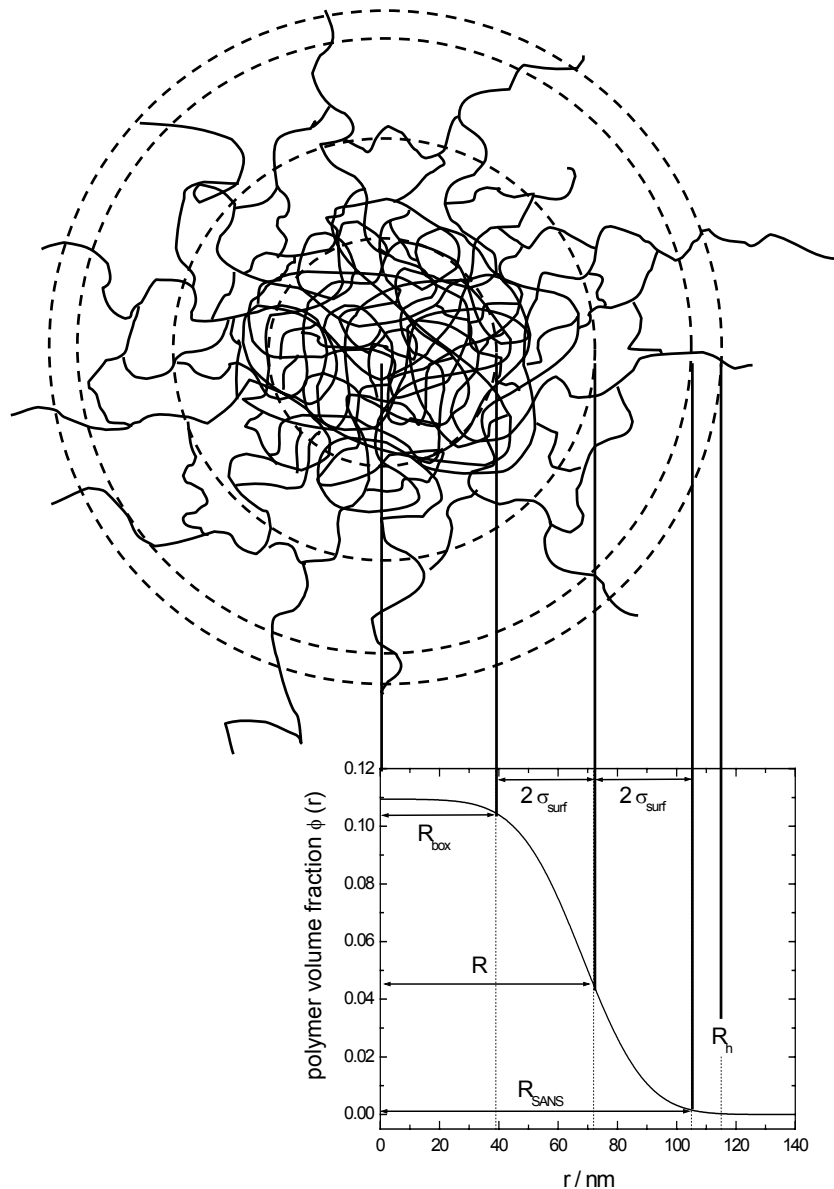 0.12
0.10
0.08
0.06
0.04
0.02
0.00
polymer volume fraction ϕ (r)
2 σsurf
2 σsurf
Rbox
R
Rh
RSANS
0 20 40 60 80 100 120 140
r / nm